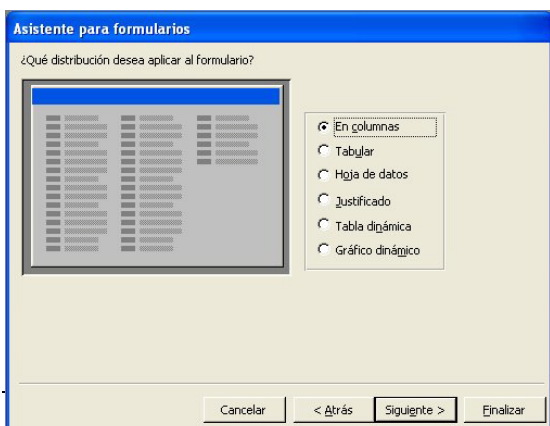 Asistente para formularios
¿Qué distribución desea aplicar al formulario?
En columnas
Tabular
Hoja de datos
Justificado
Tabla dinámica
Gráfico dinámico
Cancelar
< Atrás
Siguiente >
Finalizar